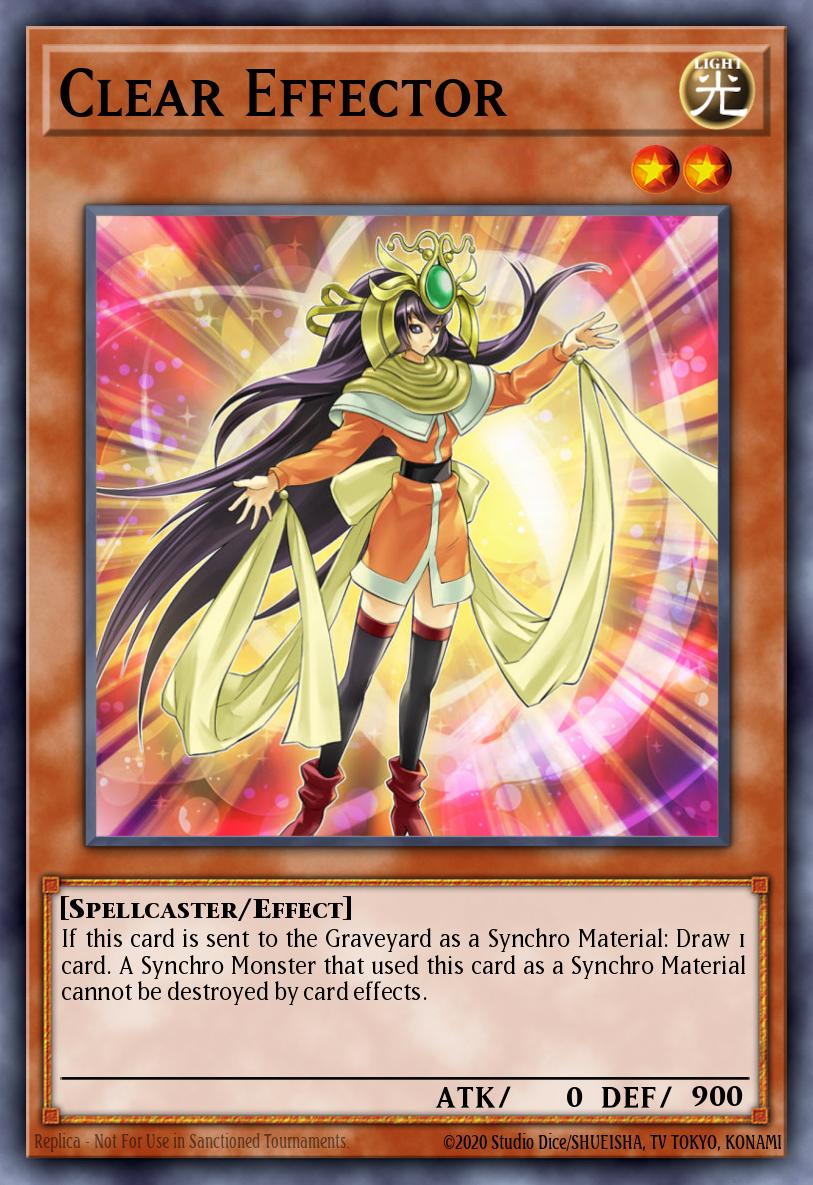 Clear Effector
LIGHT
光
[Spellcaster/Effect]
If this card is sent to the Graveyard as a Synchro Material: Draw 1
card. A Synchro Monster that used this card as a Synchro Material
cannot be destroyed by card effects.
ATK/ 0 DEF/ 900
Replica - Not For Use in Sanctioned Tournaments.
©2020 Studio Dice/SHUEISHA, TV TOKYO, KONAMI